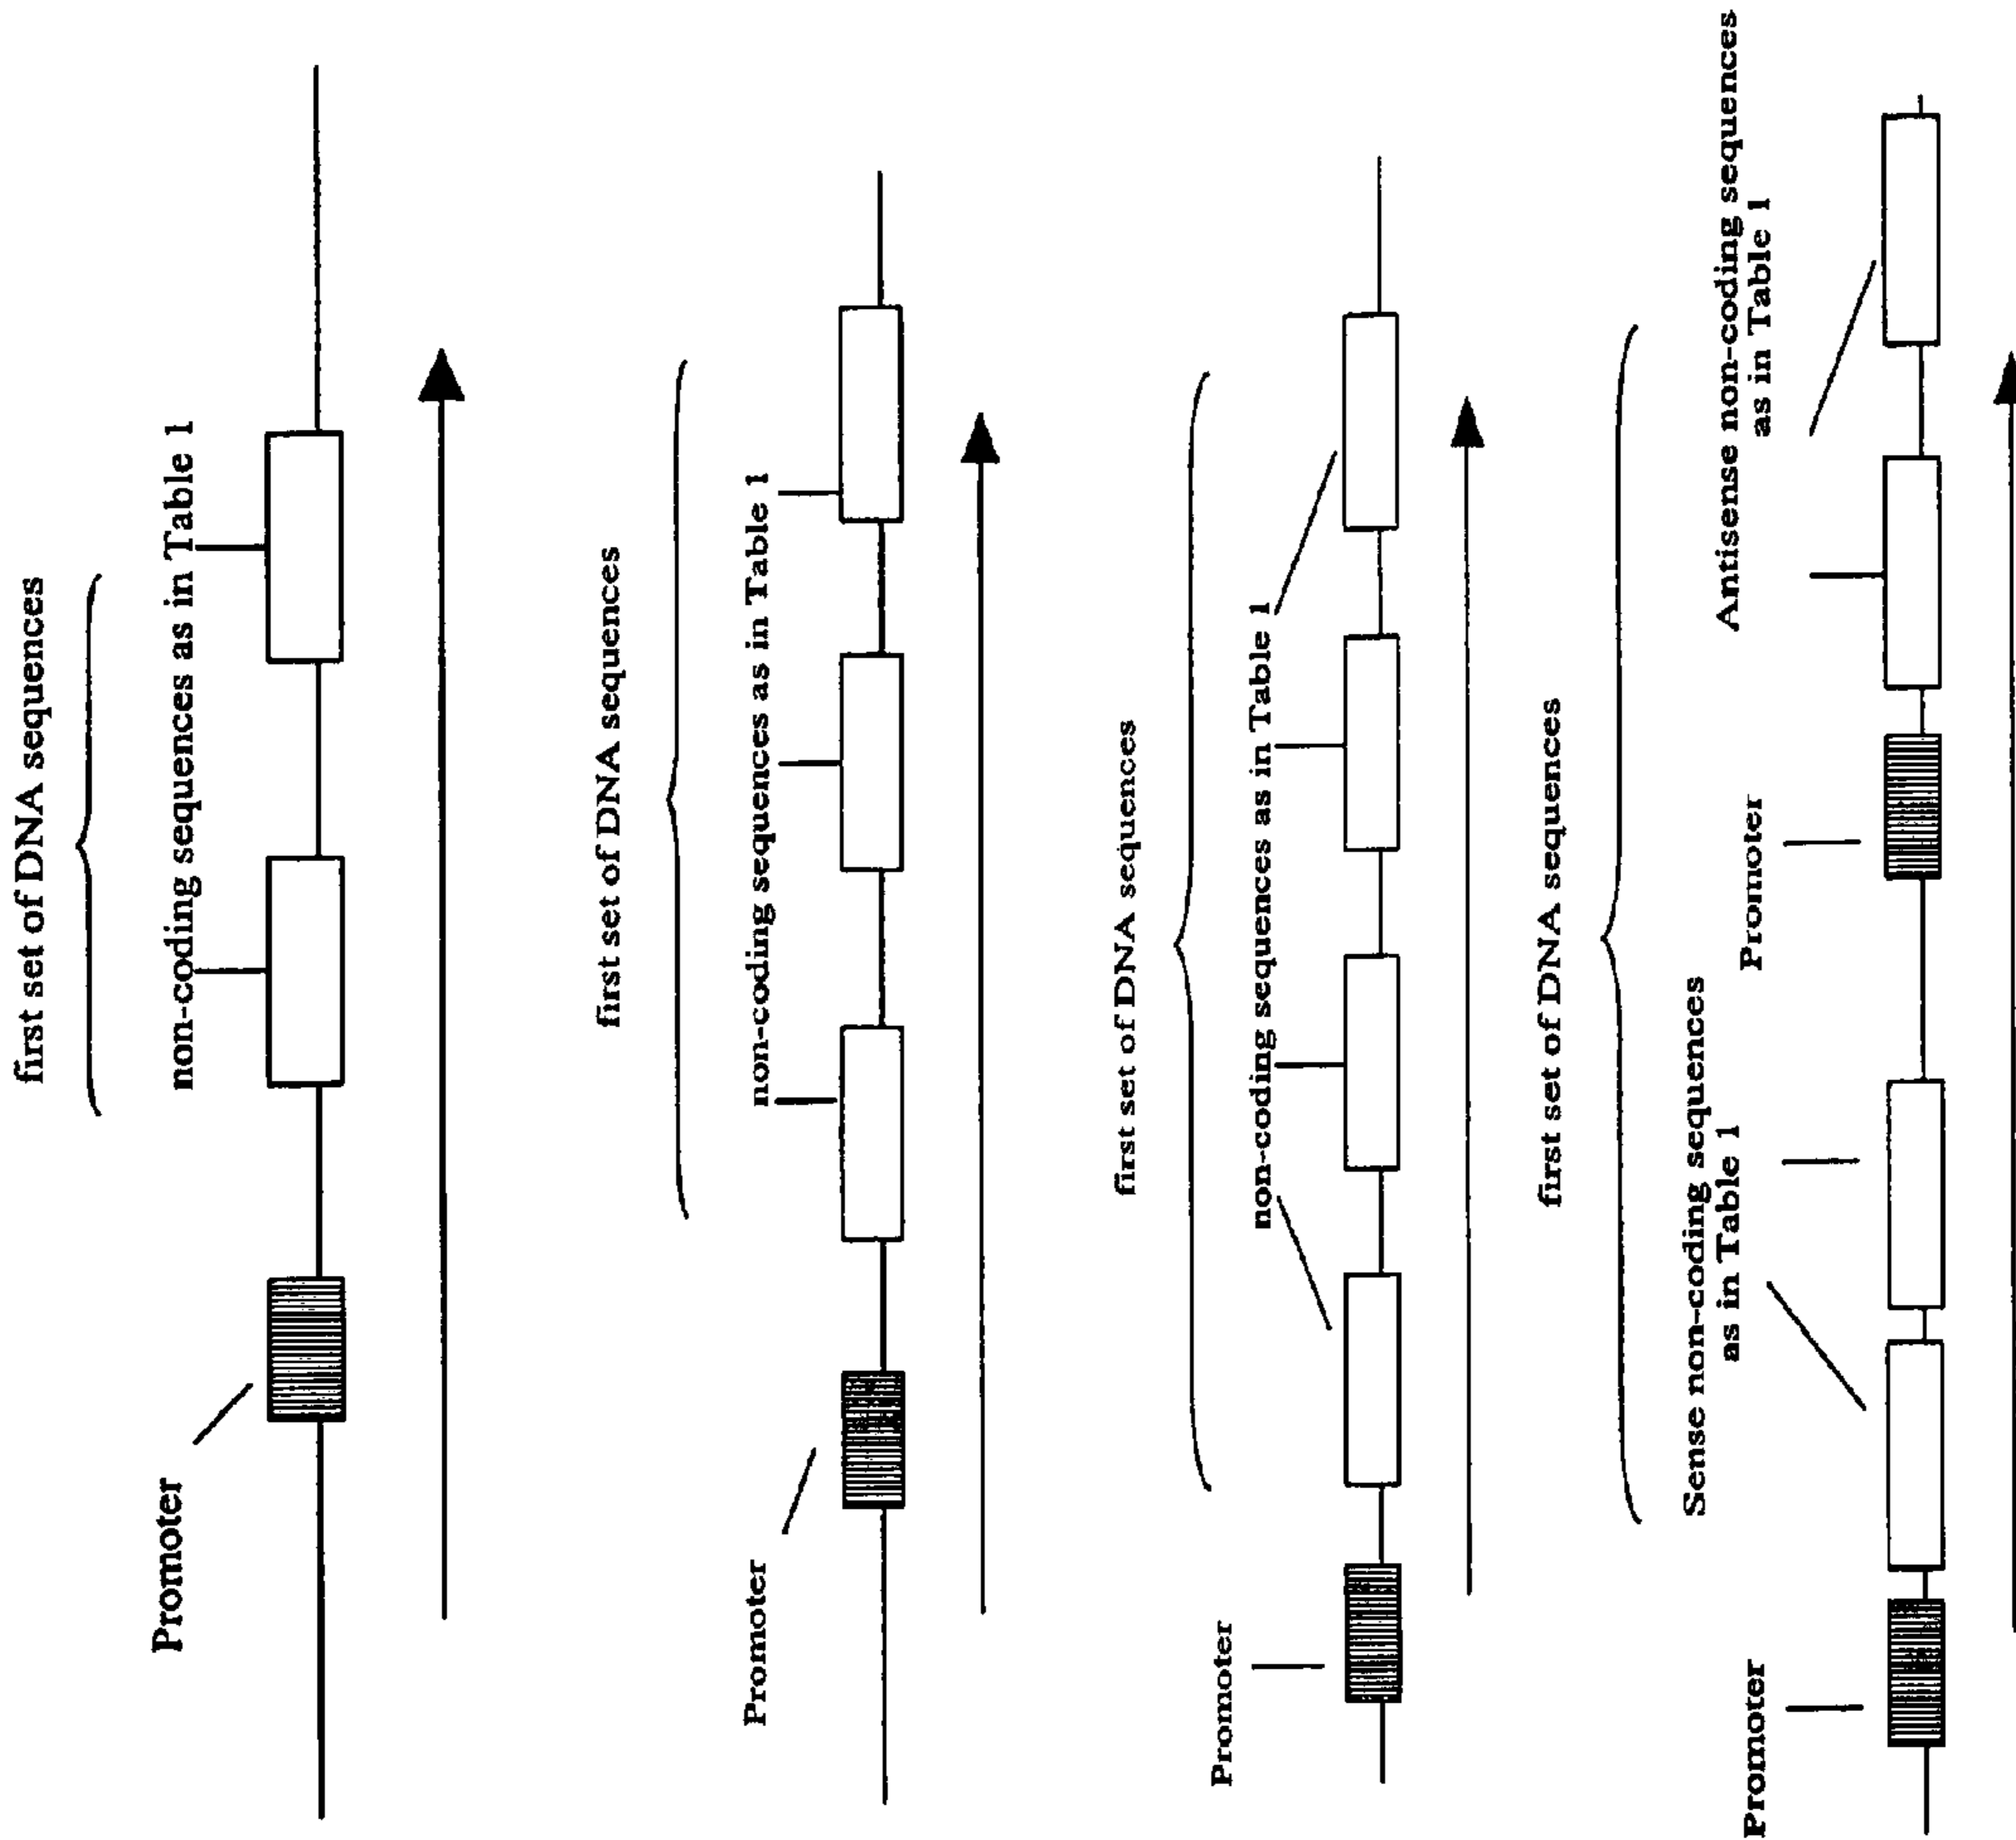 first set of DNA sequences
non-coding sequences as in Table 1
Promoter
first set of DNA sequences
non-coding sequences as in Table 1
Promoter
first set of DNA sequences
non-coding sequences as in Table 1
Promoter
first set of DNA sequences
Promoter
Sense non-coding sequences
as in Table 1
Promoter
Antisense non-coding sequences
as in Table 1